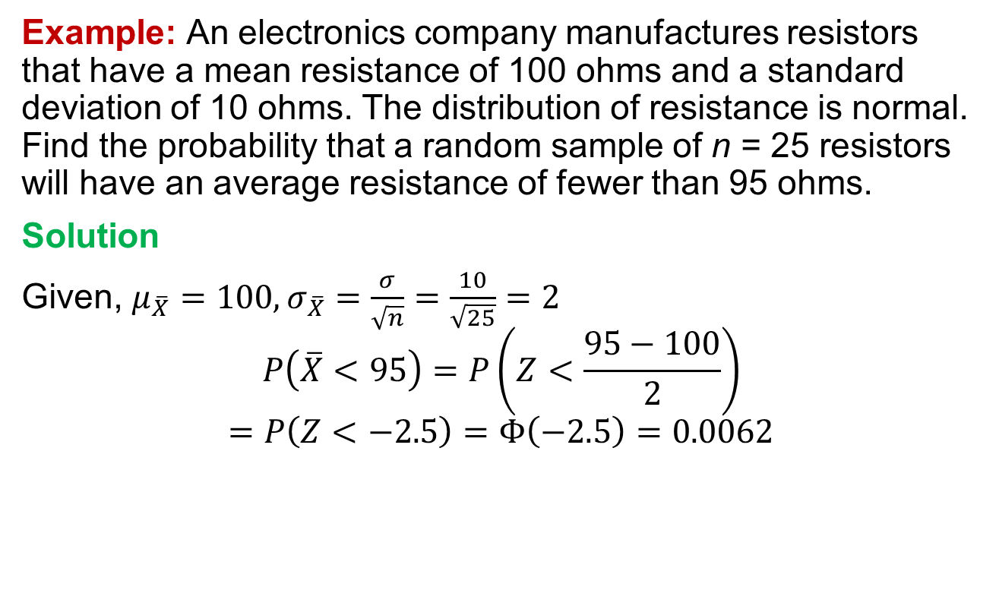 Example: An electronics company manufactures resistors
that have a mean resistance of 100 ohms and a standard
deviation of 10 ohms. The distribution of resistance is normal.
Find the probability that a random sample of n = 25 resistors
will have an average resistance of fewer than 95 ohms.
Solution
Given, μ_X̄ = 100, σ_X̄ = σ/√n = 10/√25 = 2
P(X̄ < 95) = P(Z < (95 − 100)/2)
= P(Z < −2.5) = Φ(−2.5) = 0.0062